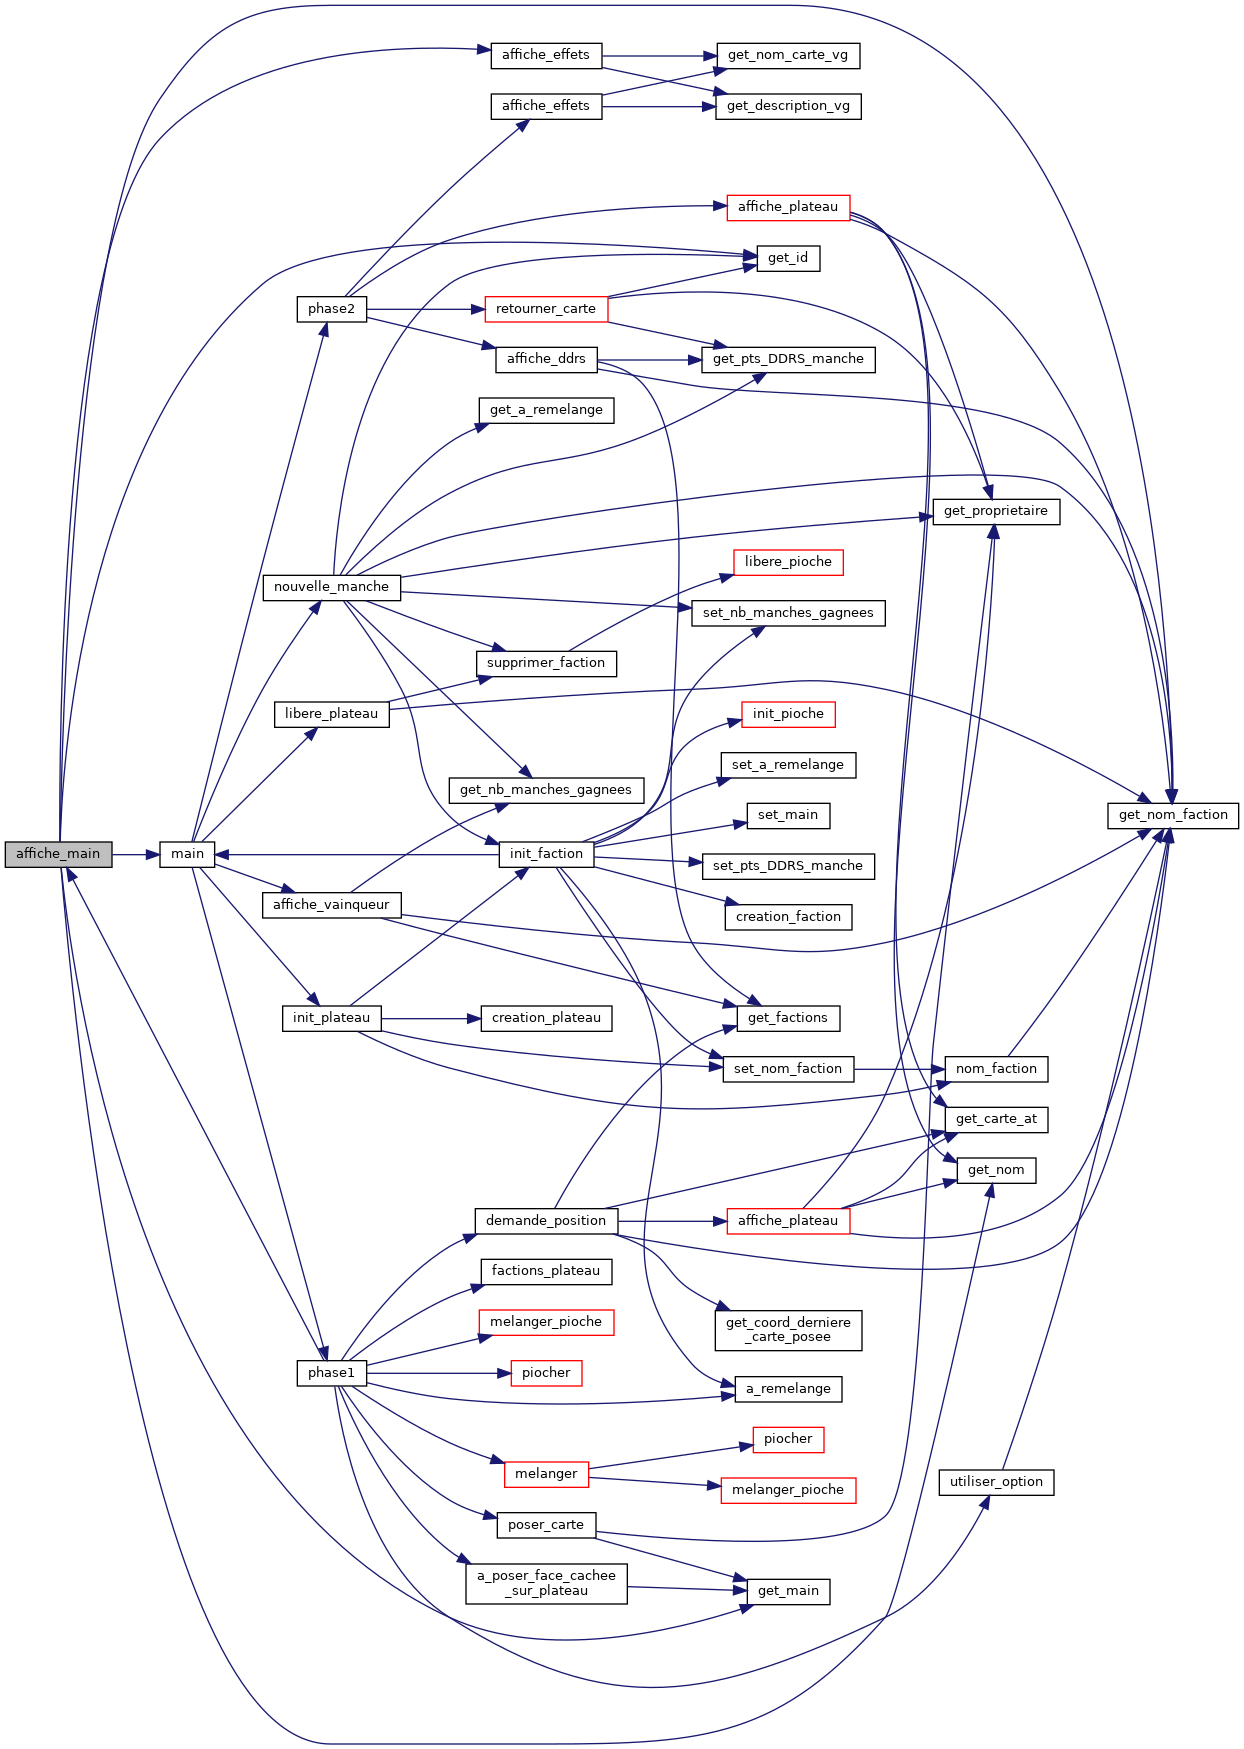 affiche_effets
get_nom_carte_vg
affiche_effets
get_description_vg
affiche_plateau
get_id
phase2
retourner_carte
affiche_ddrs
get_pts_DDRS_manche
get_a_remelange
get_proprietaire
libere_pioche
nouvelle_manche
set_nb_manches_gagnees
supprimer_faction
libere_plateau
init_pioche
set_a_remelange
get_nb_manches_gagnees
set_main
get_nom_faction
affiche_main
main
init_faction
set_pts_DDRS_manche
affiche_vainqueur
creation_faction
init_plateau
creation_plateau
get_factions
set_nom_faction
nom_faction
get_carte_at
get_nom
demande_position
affiche_plateau
factions_plateau
melanger_pioche
get_coord_derniere
_carte_posee
phase1
piocher
a_remelange
piocher
melanger
melanger_pioche
utiliser_option
poser_carte
a_poser_face_cachee
_sur_plateau
get_main